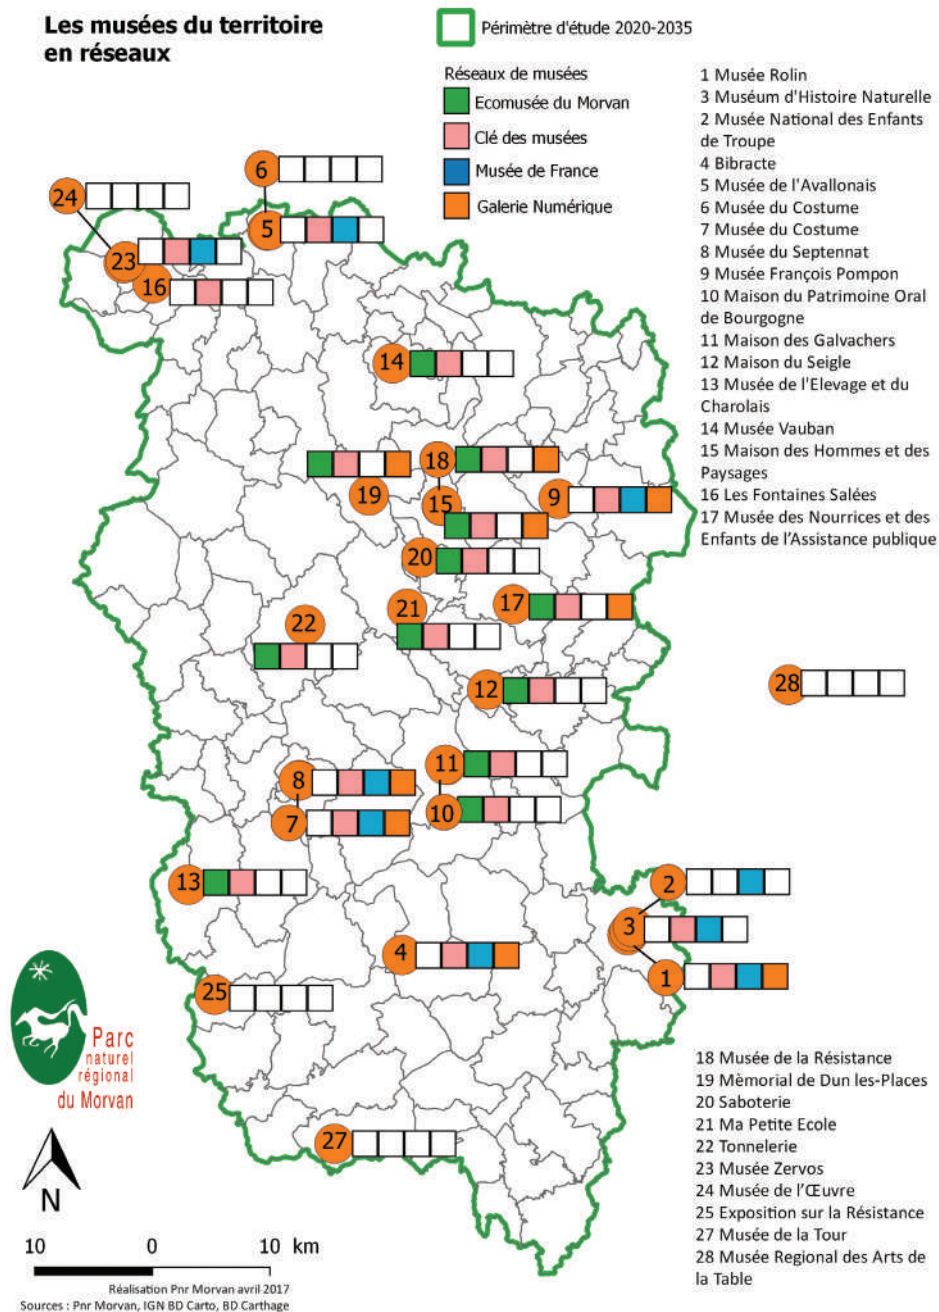 Les musées du territoire
en réseaux
Périmètre d'étude 2020-2035
Réseaux de musées
Ecomusée du Morvan
Clé des musées
Musée de France
Galerie Numérique
1 Musée Rolin
3 Muséum d'Histoire Naturelle
2 Musée National des Enfants
de Troupe
4 Bibracte
5 Musée de l'Avallonais
6 Musée du Costume
7 Musée du Costume
8 Musée du Septennat
9 Musée François Pompon
10 Maison du Patrimoine Oral
de Bourgogne
11 Maison des Galvachers
12 Maison du Seigle
13 Musée de l'Elevage et du
Charolais
14 Musée Vauban
15 Maison des Hommes et des
Paysages
16 Les Fontaines Salées
17 Musée des Nourrices et des
Enfants de l'Assistance publique
6
24
5
23
16
14
18
19
15
9
20
21
17
22
12
28
11
8
10
7
13
2
3
4
1
25
27
Parc
naturel
régional
du Morvan
N
10 0 10 km
Réalisation Pnr Morvan avril 2017
Sources : Pnr Morvan, IGN BD Carto, BD Carthage
18 Musée de la Résistance
19 Mèmorial de Dun les-Places
20 Saboterie
21 Ma Petite Ecole
22 Tonnelerie
23 Musée Zervos
24 Musée de l'Œuvre
25 Exposition sur la Résistance
27 Musée de la Tour
28 Musée Regional des Arts de
la Table